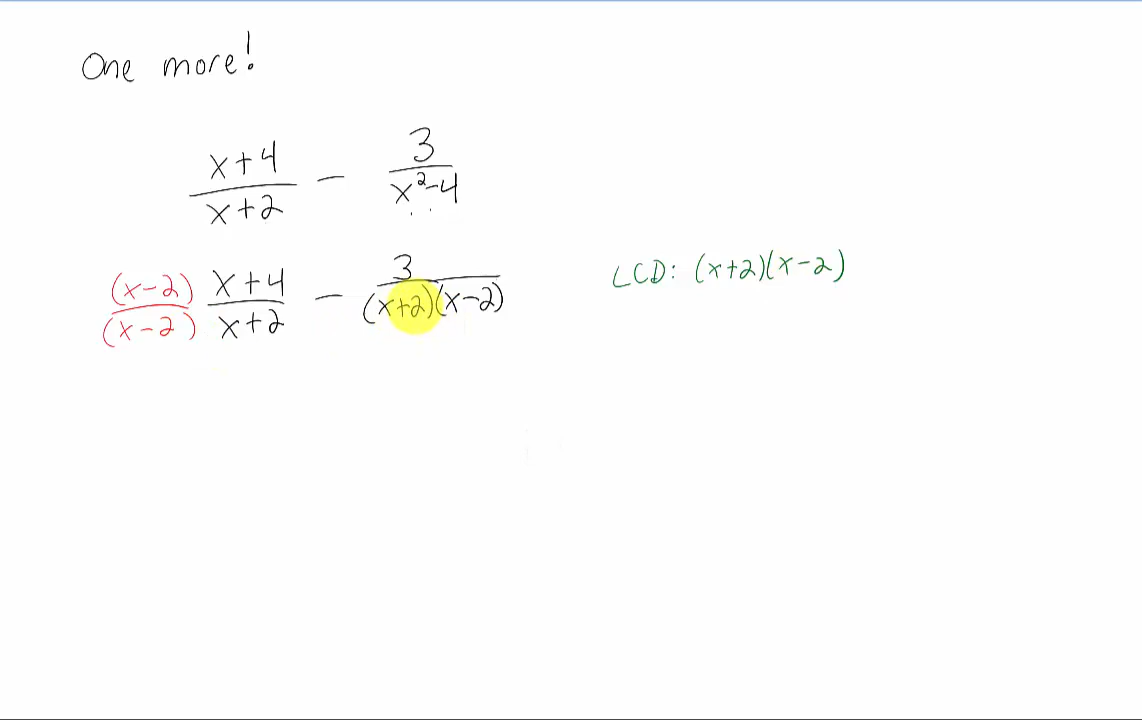 One more!
x+4/x+2 − 3/x²−4
(x−2)/(x−2) x+4/x+2 − 3/(x+2)(x−2) LCD: (x+2)(x−2)